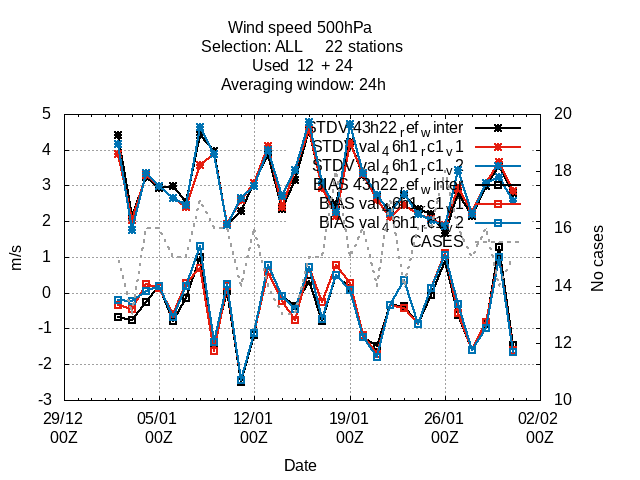 Wind speed 500hPa
Selection: ALL 22 stations
Used 12 + 24
Averaging window: 24h
STDV 43h22_ref_winter
STDV val_46h1_rc1_v1
STDV val_46h1_rc1_v2
BIAS 43h22_ref_winter
BIAS val_46h1_rc1_v1
BIAS val_46h1_rc1_v2
CASES
5
4
3
2
1
0
-1
-2
-3
m/s
20
18
16
14
12
10
No cases
29/12 05/01 12/01 19/01 26/01 02/02
00Z 00Z 00Z 00Z 00Z 00Z
Date